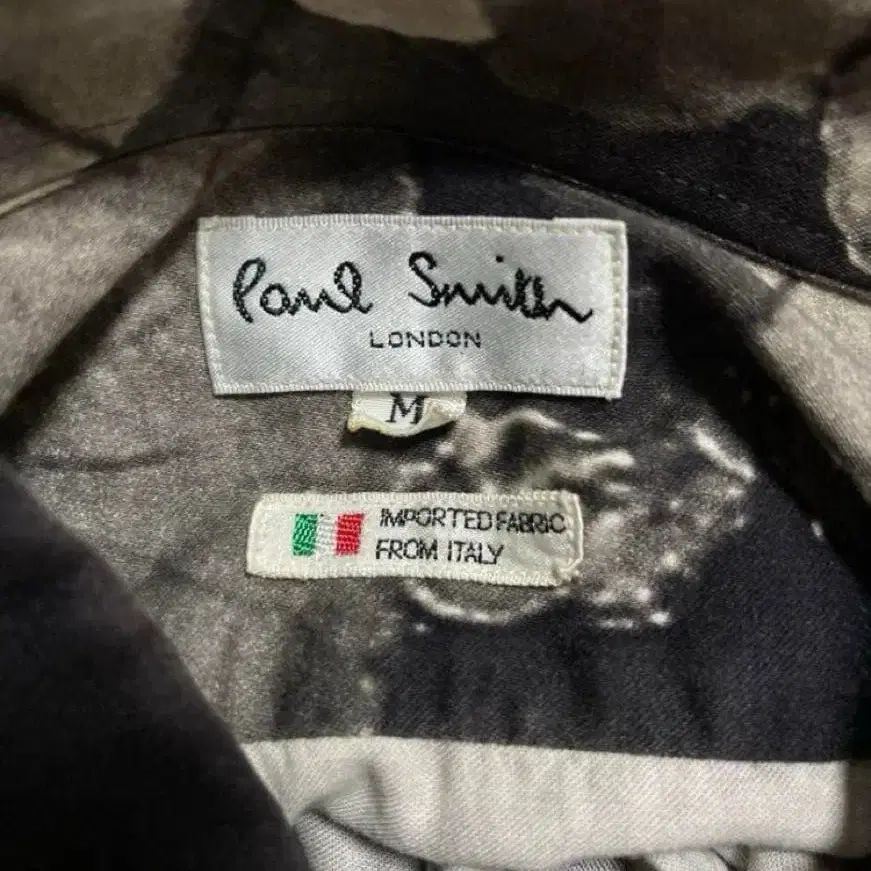 Paul Smith
LONDON
M
IMPORTED FABRIC
FROM ITALY